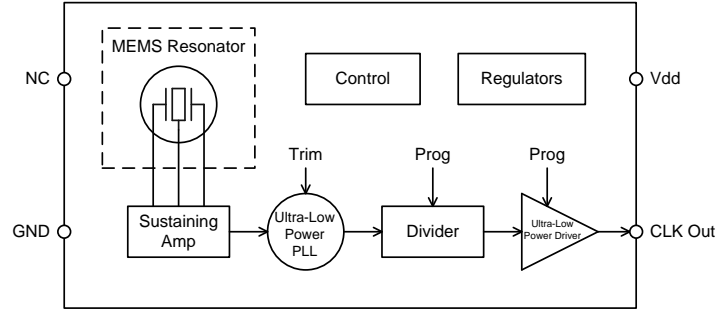 MEMS Resonator
NC
Control
Regulators
Vdd
Trim
Prog
Prog
GND
Sustaining
Amp
Ultra-Low
Power
PLL
Divider
Ultra-Low
Power Driver
CLK Out